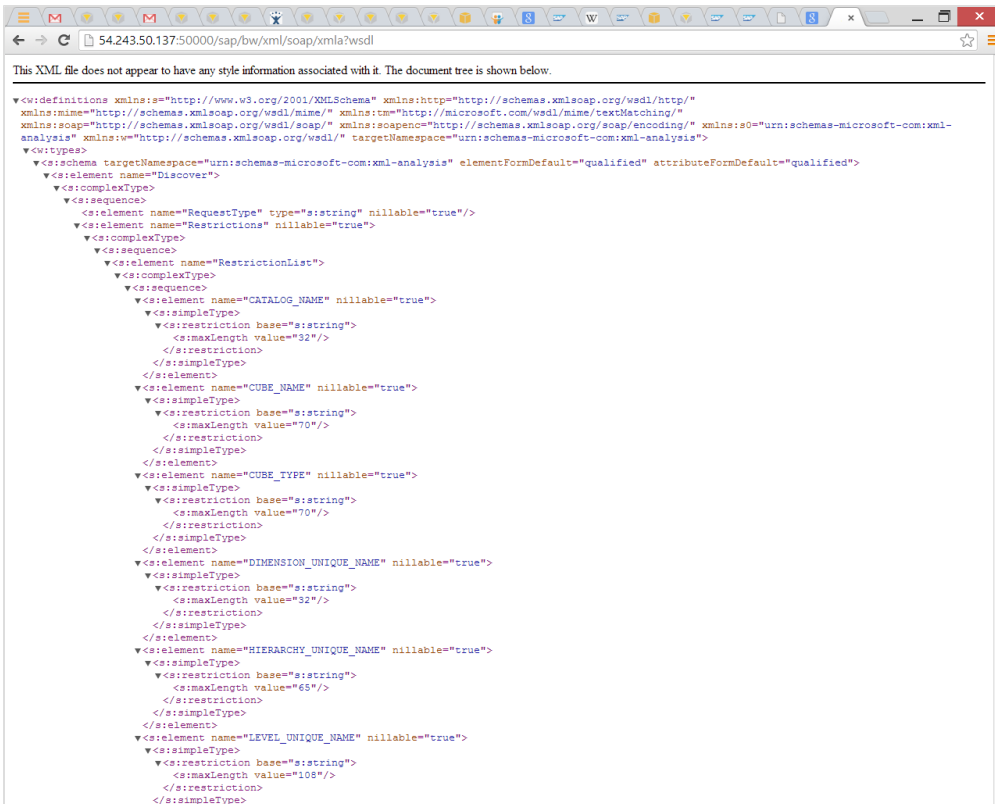 54.243.50.137:50000/sap/bw/xml/soap/xmla?wsdl
This XML file does not appear to have any style information associated with it. The document tree is shown below.
▼<w:definitions xmlns:s="http://www.w3.org/2001/XMLSchema" xmlns:http="http://schemas.xmlsoap.org/wsdl/http/"
xmlns:mime="http://schemas.xmlsoap.org/wsdl/mime/" xmlns:tm="http://microsoft.com/wsdl/mime/textMatching/"
xmlns:soap="http://schemas.xmlsoap.org/wsdl/soap/" xmlns:soapenc="http://schemas.xmlsoap.org/soap/encoding/" xmlns:s0="urn:schemas-microsoft-com:xml-
analysis" xmlns:w="http://schemas.xmlsoap.org/wsdl/" targetNamespace="urn:schemas-microsoft-com:xml-analysis">
▼<w:types>
▼<s:schema targetNamespace="urn:schemas-microsoft-com:xml-analysis" elementFormDefault="qualified" attributeFormDefault="qualified">
▼<s:element name="Discover">
▼<s:complexType>
▼<s:sequence>
<s:element name="RequestType" type="s:string" nillable="true"/>
▼<s:element name="Restrictions" nillable="true">
▼<s:complexType>
▼<s:sequence>
▼<s:element name="RestrictionList">
▼<s:complexType>
▼<s:sequence>
▼<s:element name="CATALOG_NAME" nillable="true">
▼<s:simpleType>
▼<s:restriction base="s:string">
<s:maxLength value="32"/>
</s:restriction>
</s:simpleType>
</s:element>
▼<s:element name="CUBE_NAME" nillable="true">
▼<s:simpleType>
▼<s:restriction base="s:string">
<s:maxLength value="70"/>
</s:restriction>
</s:simpleType>
</s:element>
▼<s:element name="CUBE_TYPE" nillable="true">
▼<s:simpleType>
▼<s:restriction base="s:string">
<s:maxLength value="70"/>
</s:restriction>
</s:simpleType>
</s:element>
▼<s:element name="DIMENSION_UNIQUE_NAME" nillable="true">
▼<s:simpleType>
▼<s:restriction base="s:string">
<s:maxLength value="32"/>
</s:restriction>
</s:simpleType>
</s:element>
▼<s:element name="HIERARCHY_UNIQUE_NAME" nillable="true">
▼<s:simpleType>
▼<s:restriction base="s:string">
<s:maxLength value="65"/>
</s:restriction>
</s:simpleType>
</s:element>
▼<s:element name="LEVEL_UNIQUE_NAME" nillable="true">
▼<s:simpleType>
▼<s:restriction base="s:string">
<s:maxLength value="108"/>
</s:restriction>
</s:simpleType>